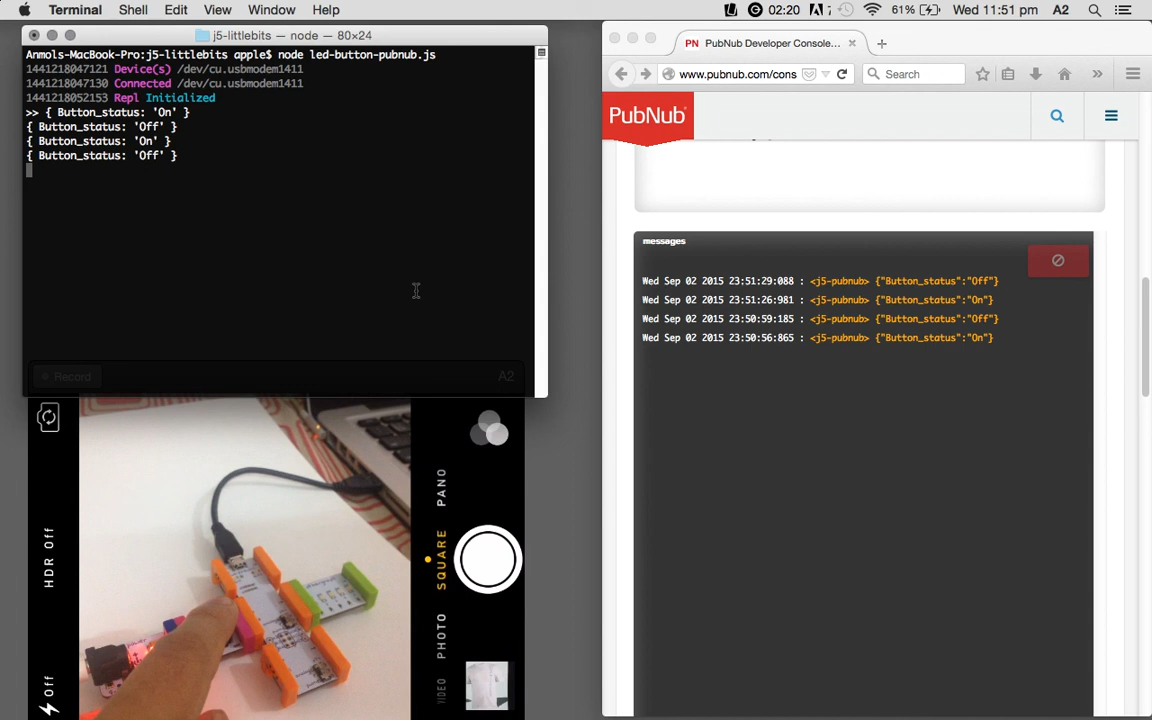 Terminal Shell Edit View Window Help 02:20 61% Wed 11:51 pm A2
j5-littlebits — node — 80×24
Anmols-MacBook-Pro:j5-littlebits apple$ node led-button-pubnub.js
1441218047121 Device(s) /dev/cu.usbmodem1411
1441218047130 Connected /dev/cu.usbmodem1411
1441218052153 Repl Initialized
>> { Button_status: 'On' }
{ Button_status: 'Off' }
{ Button_status: 'On' }
{ Button_status: 'Off' }
Record A2
HDR Off
Off
PANO
SQUARE
PHOTO
VIDEO
PN PubNub Developer Console...
www.pubnub.com/cons
Search
PubNub
messages
Wed Sep 02 2015 23:51:29:088 : <j5-pubnub> {"Button_status":"Off"}
Wed Sep 02 2015 23:51:26:981 : <j5-pubnub> {"Button_status":"On"}
Wed Sep 02 2015 23:50:59:185 : <j5-pubnub> {"Button_status":"Off"}
Wed Sep 02 2015 23:50:56:865 : <j5-pubnub> {"Button_status":"On"}